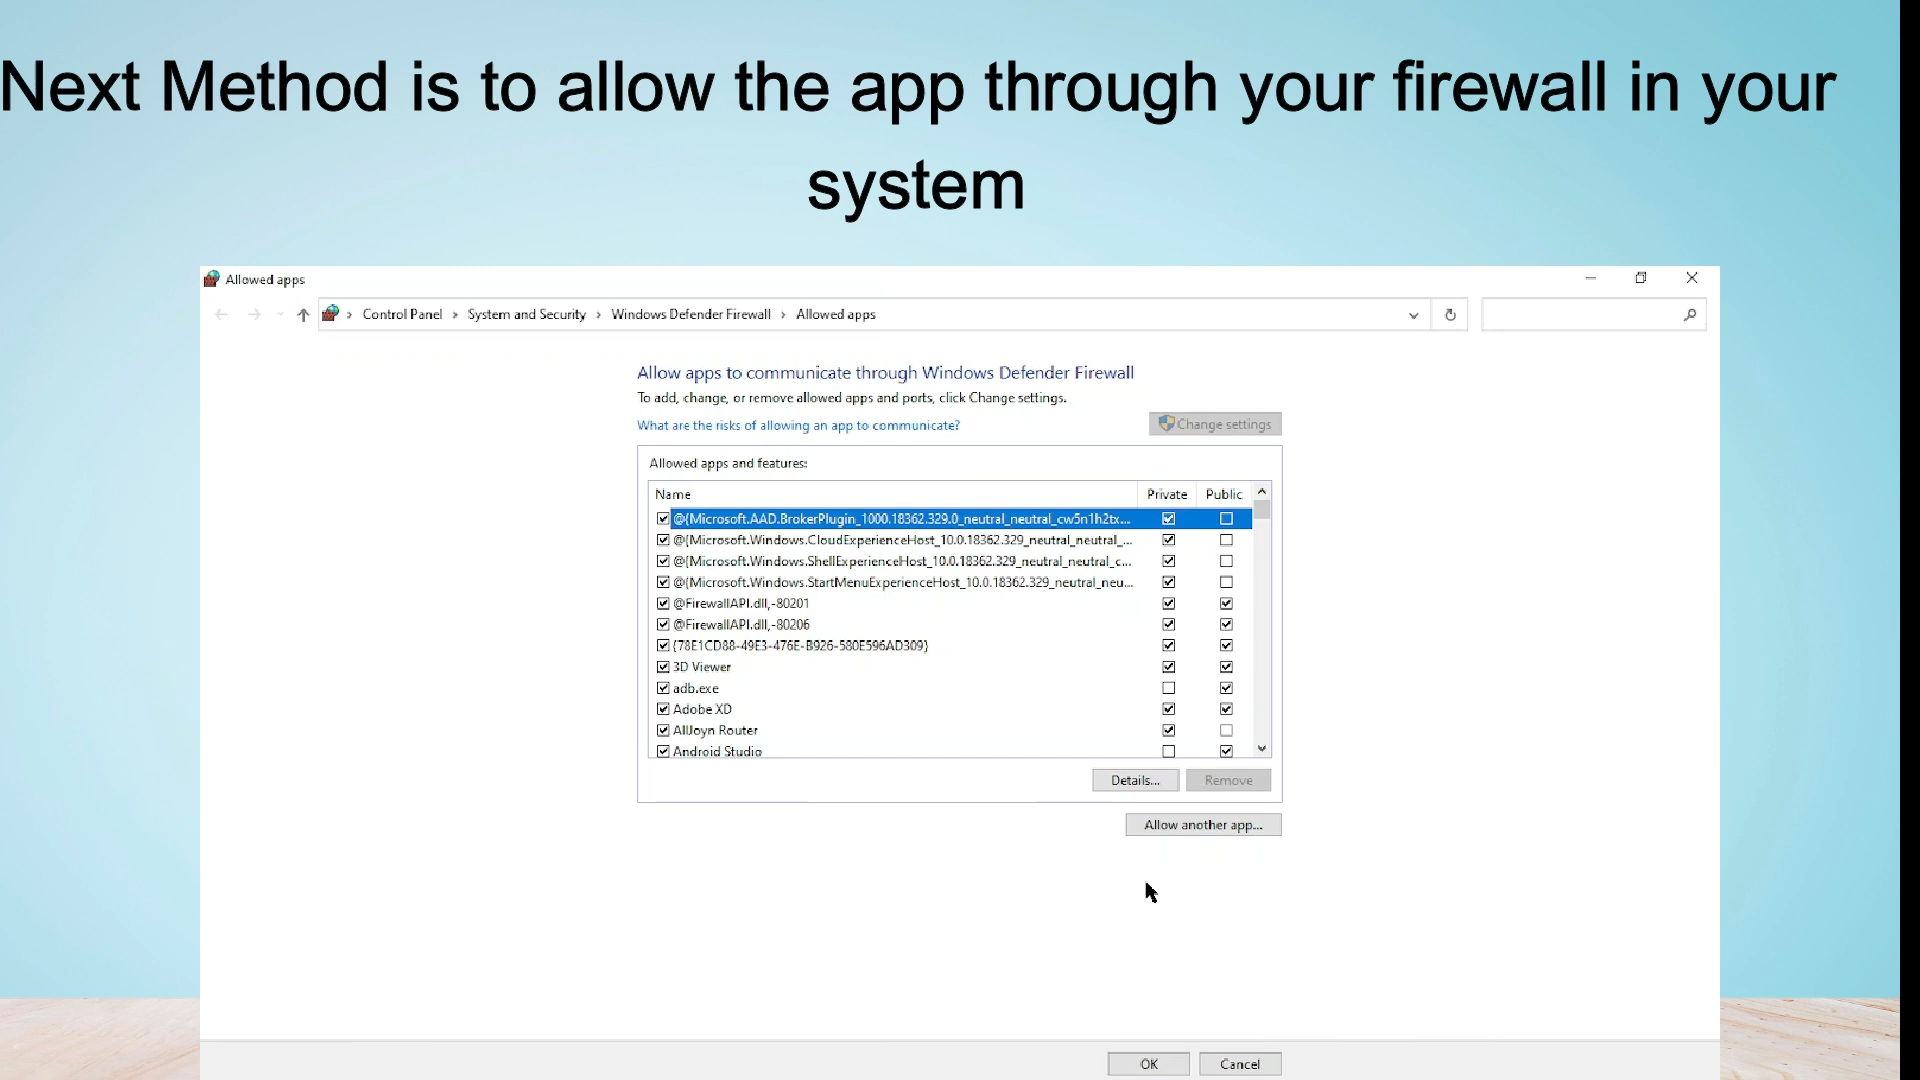 Next Method is to allow the app through your firewall in your
system
Allowed apps
Control Panel › System and Security › Windows Defender Firewall › Allowed apps
Allow apps to communicate through Windows Defender Firewall
To add, change, or remove allowed apps and ports, click Change settings.
What are the risks of allowing an app to communicate?
Change settings
Allowed apps and features:
Name Private Public
@{Microsoft.AAD.BrokerPlugin_1000.18362.329.0_neutral_neutral_cw5n1h2tx...
@{Microsoft.Windows.CloudExperienceHost_10.0.18362.329_neutral_neutral_...
@{Microsoft.Windows.ShellExperienceHost_10.0.18362.329_neutral_neutral_c...
@{Microsoft.Windows.StartMenuExperienceHost_10.0.18362.329_neutral_neu...
@FirewallAPI.dll,-80201
@FirewallAPI.dll,-80206
{78E1CD88-49E3-476E-B926-580E596AD309}
3D Viewer
adb.exe
Adobe XD
AllJoyn Router
Android Studio
Details... Remove
Allow another app...
OK Cancel